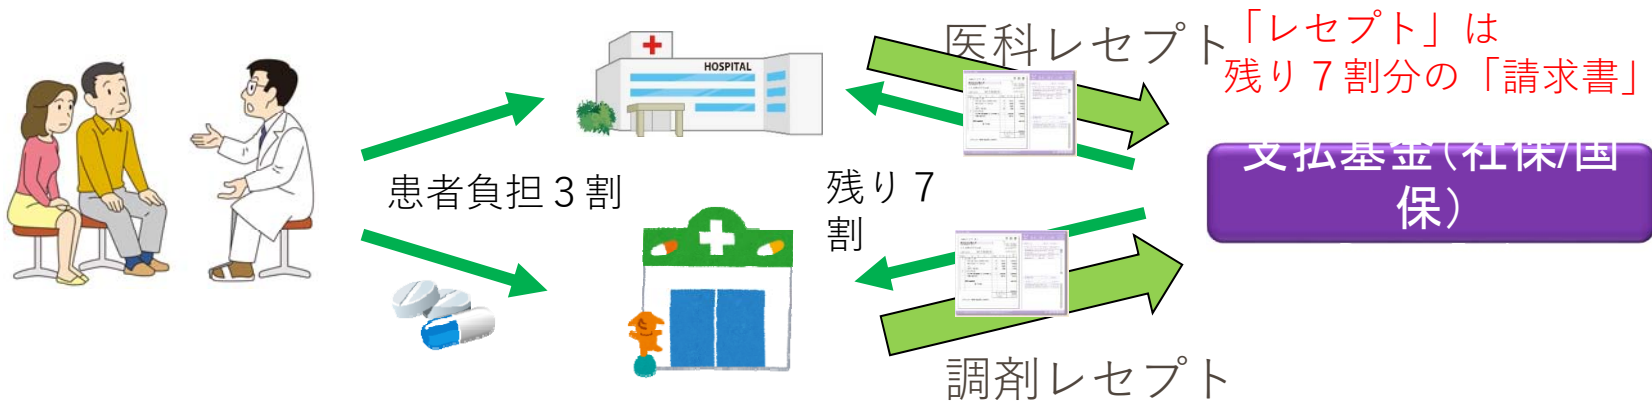 医科レセプト
「レセプト」は
残り７割分の「請求書」
HOSPITAL
患者負担３割
残り７
割
支払基金（社保/国
保）
調剤レセプト